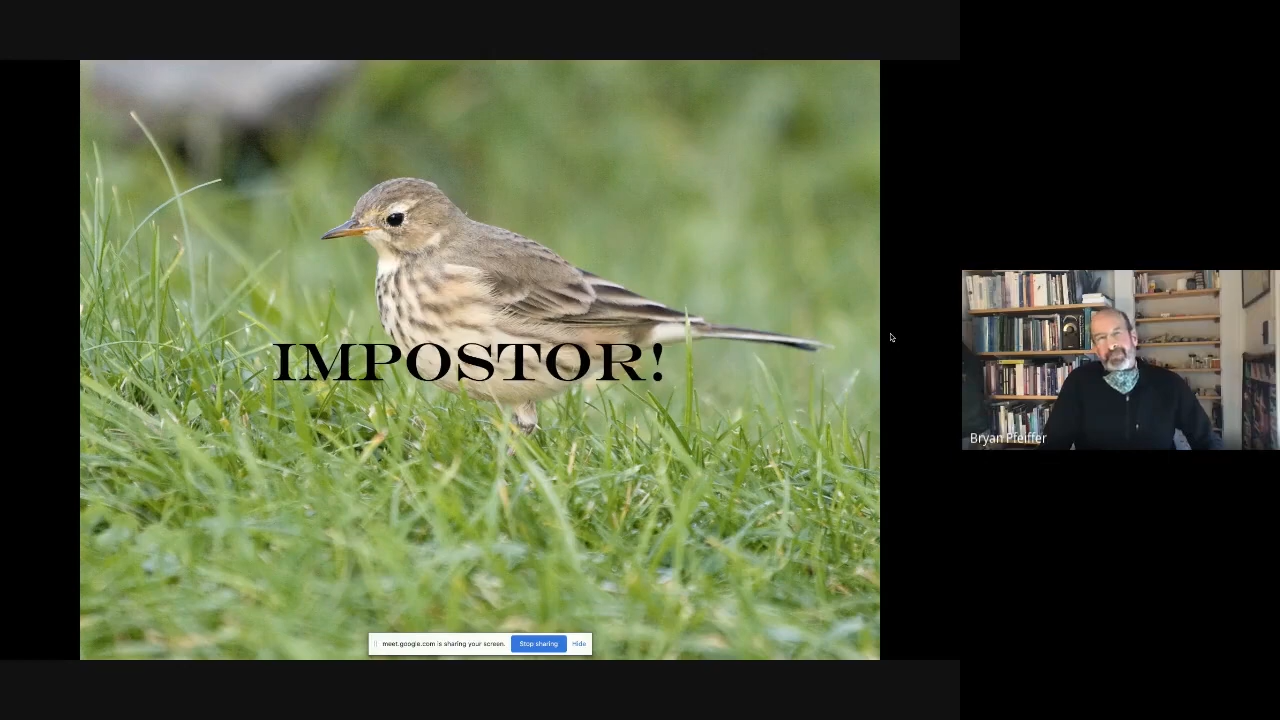 IMPOSTOR!
Bryan Pfeiffer
meet.google.com is sharing your screen.
Stop sharing
Hide